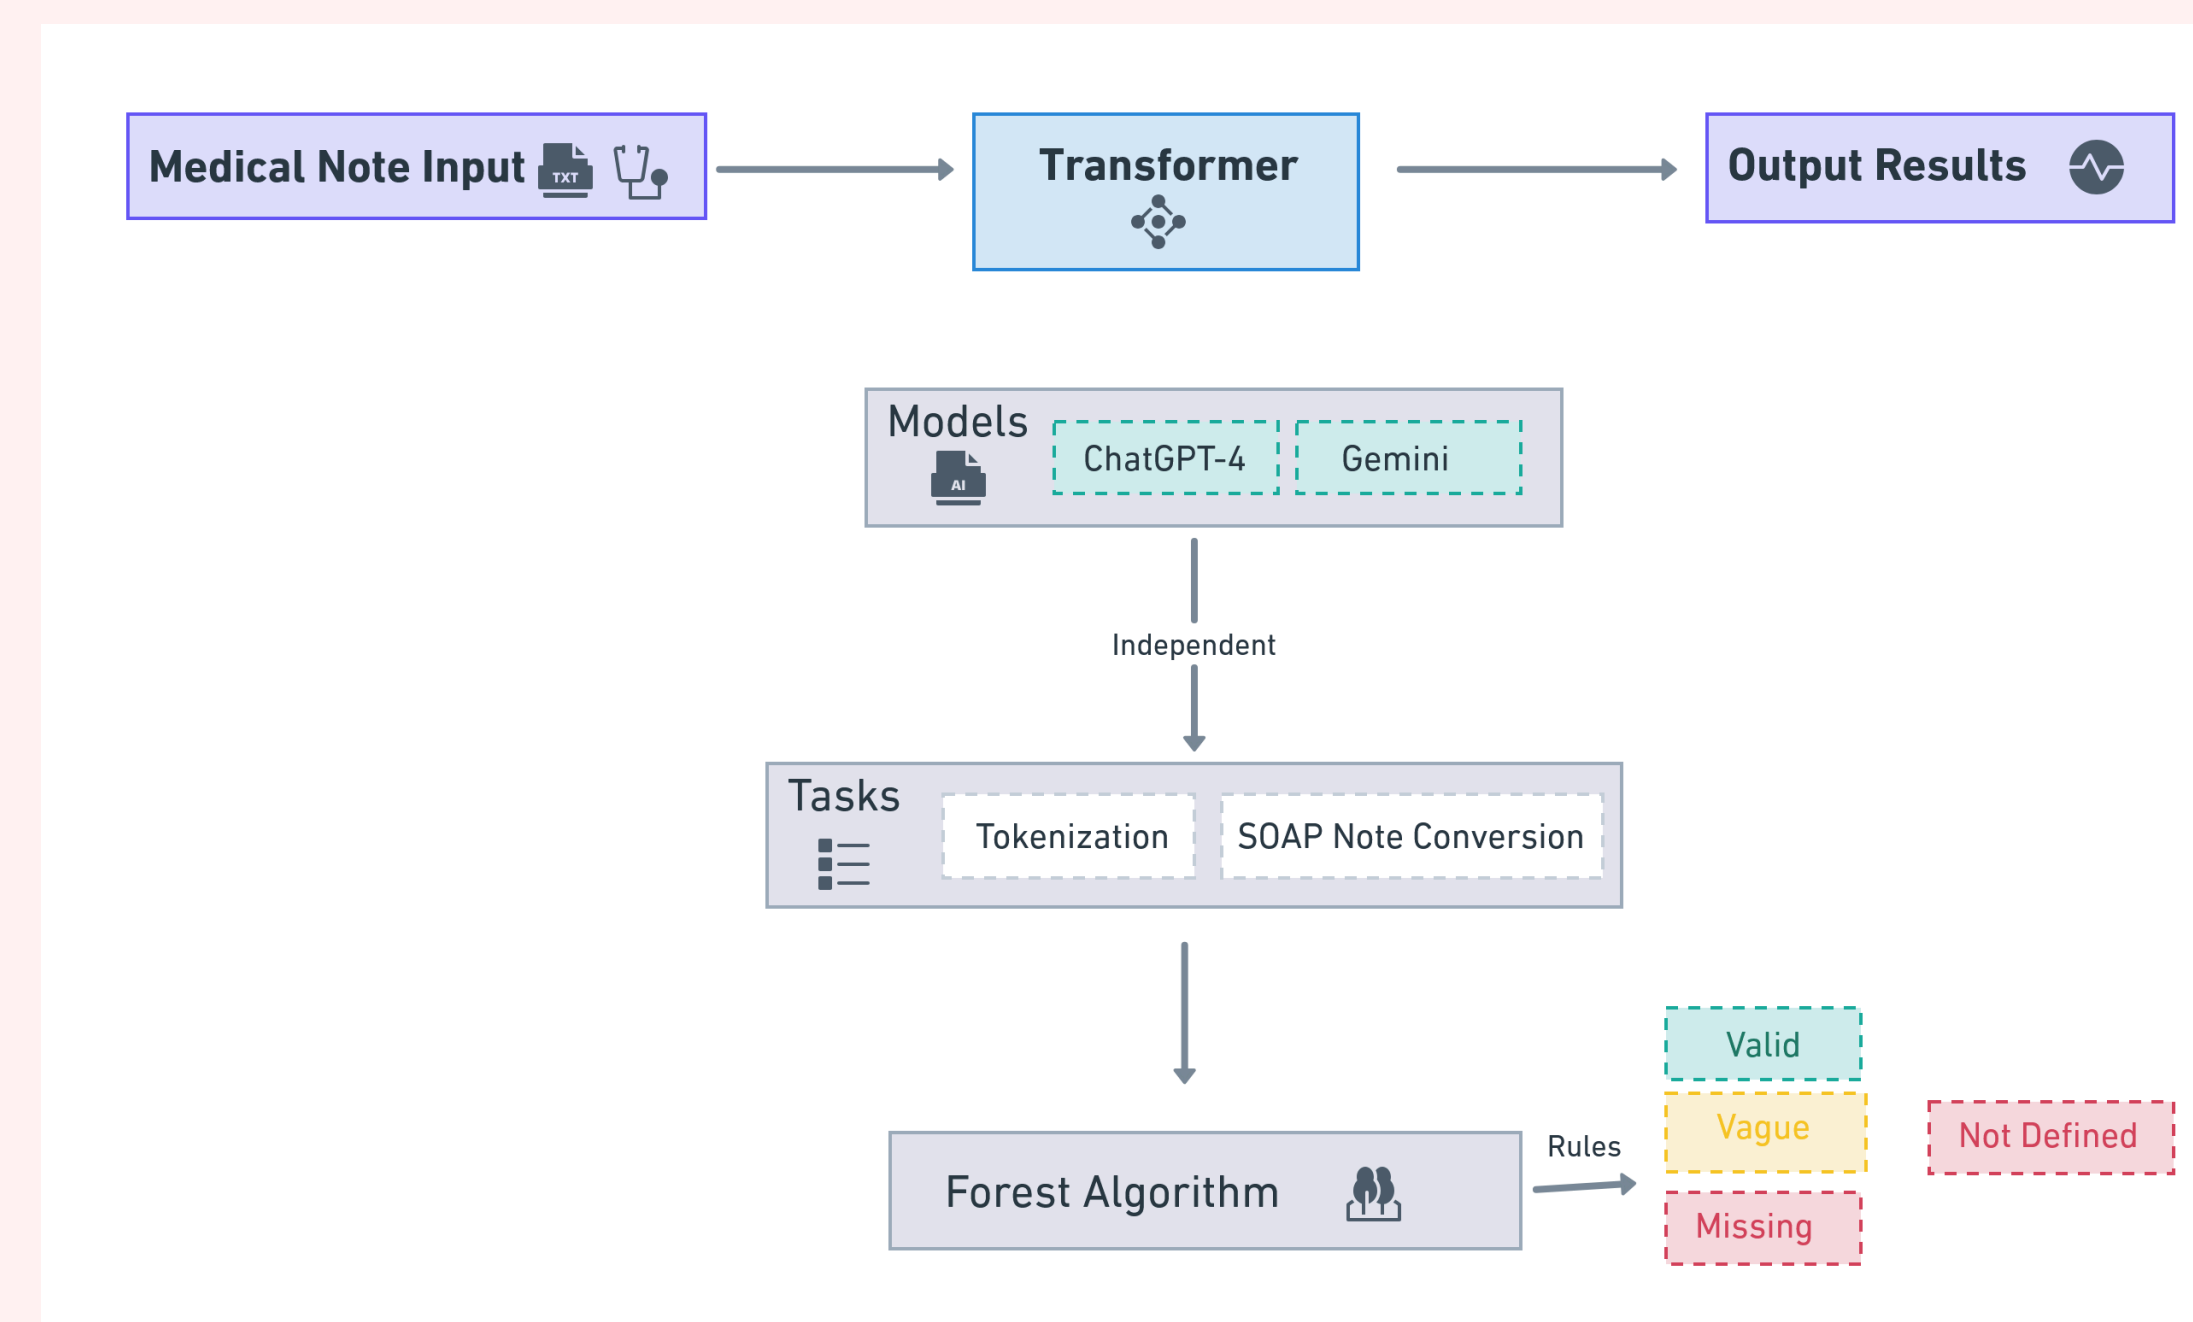 Medical Note Input
TXT
Transformer
Output Results
Models
AI
ChatGPT-4
Gemini
Independent
Tasks
Tokenization
SOAP Note Conversion
Forest Algorithm
Rules
Valid
Vague
Missing
Not Defined